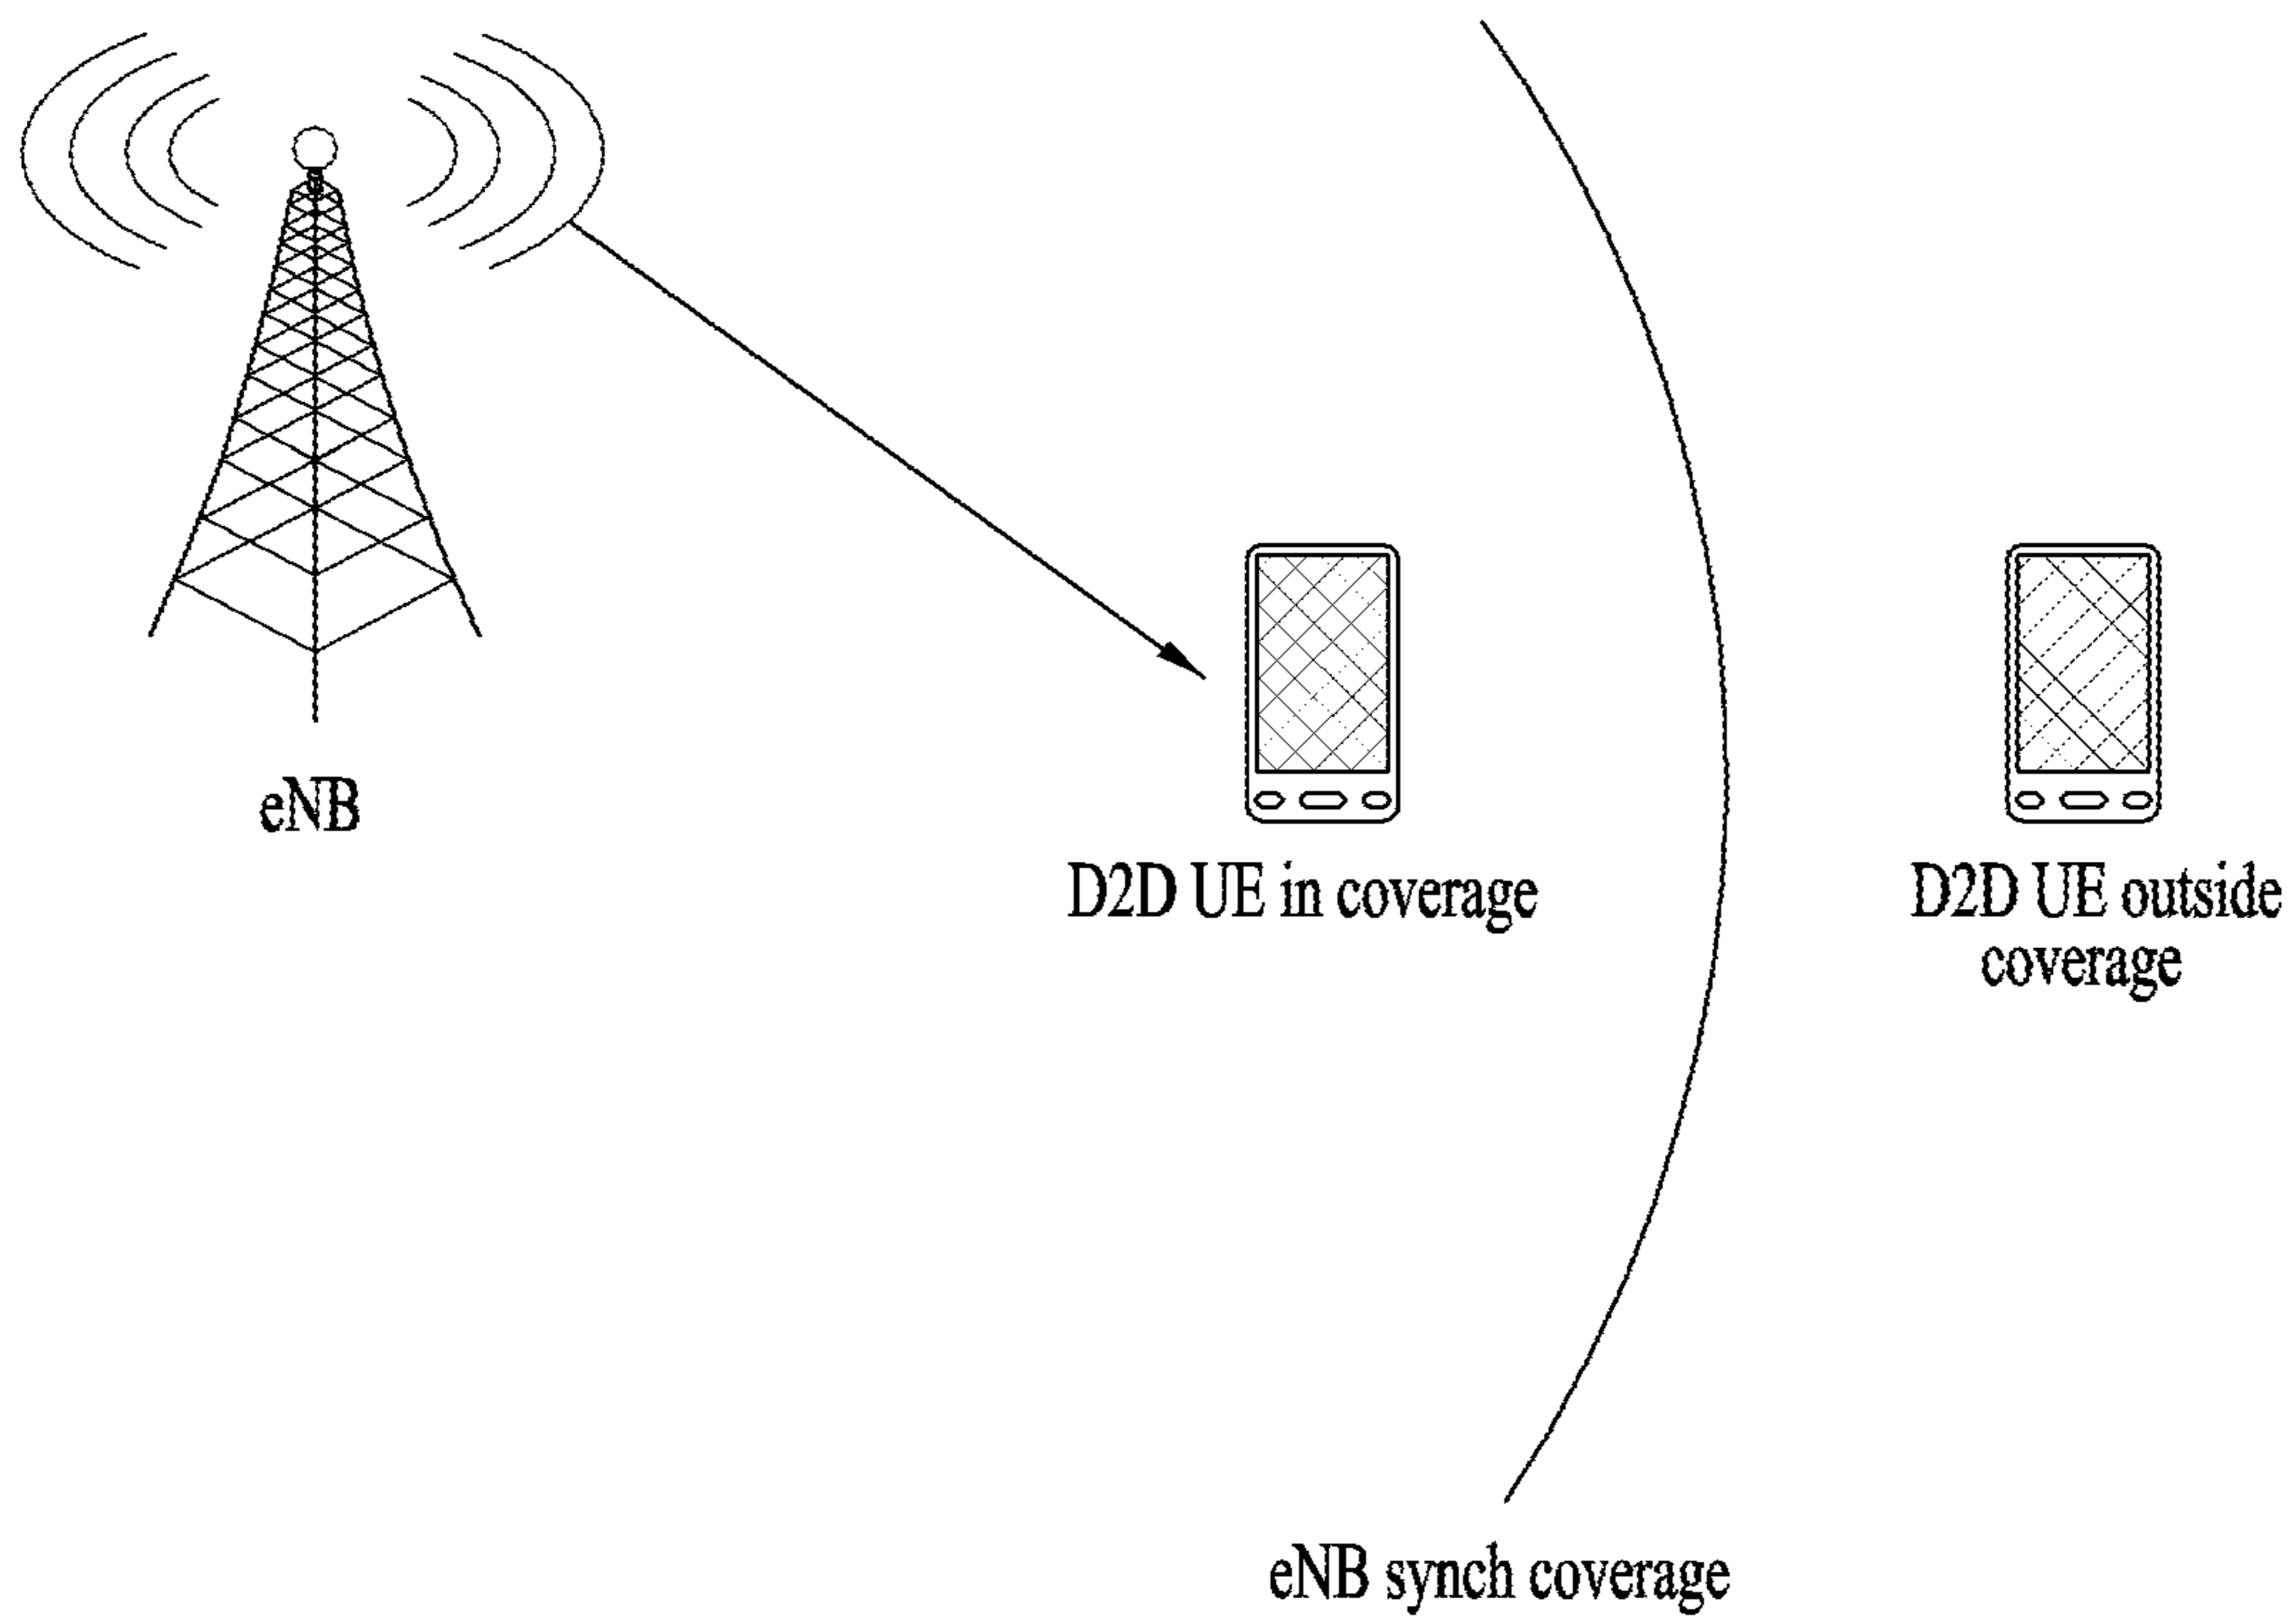 eNB
D2D UE in coverage
D2D UE outside
coverage
eNB synch coverage